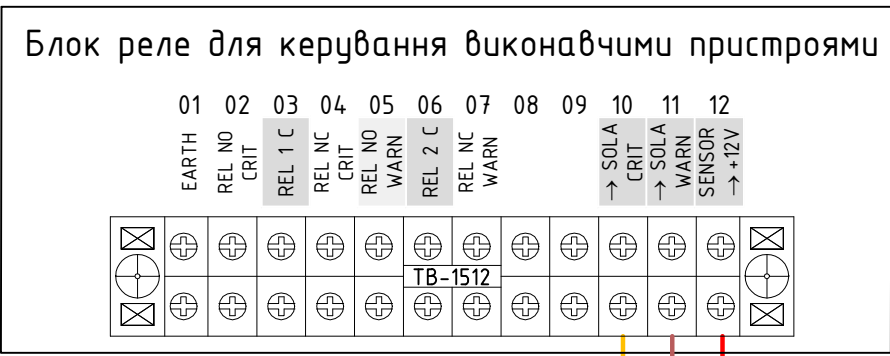 Блок реле для керування виконавчими пристроями
01 02 03 04 05 06 07 08 09 10 11 12
EARTH
REL NO
CRIT
REL 1 C
REL NC
CRIT
REL NO
WARN
REL 2 C
REL NC
WARN
→ SOLA
CRIT
→ SOLA
WARN
SENSOR
→ +12V
TB-1512